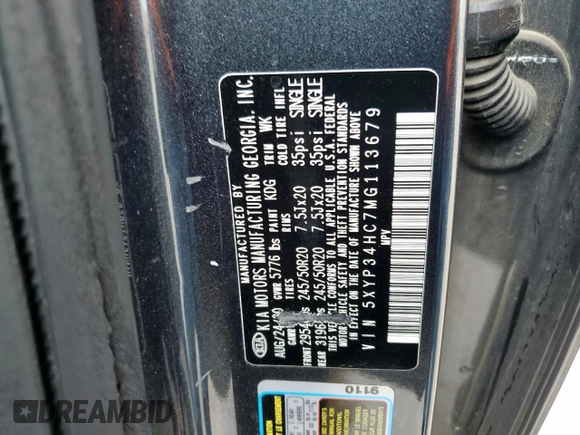 MANUFACTURED BY
KIA MOTORS MANUFACTURING GEORGIA, INC.
AUG/24/20 GVWR 5776 lbs PAINT KDG TRIM WK
TIRES RIMS COLD TIRE INFL
FRONT 2954 lbs 245/50R20 7.5Jx20 35psi SINGLE
REAR 3196 lbs 245/50R20 7.5Jx20 35psi SINGLE
THIS VEHICLE CONFORMS TO ALL APPLICABLE U.S.A. FEDERAL
MOTOR VEHICLE SAFETY AND THEFT PREVENTION STANDARDS
IN EFFECT ON THE DATE OF MANUFACTURE SHOWN ABOVE
VIN 5XYP34HC7MG113679
MPV
KIA
9110
DREAMBID